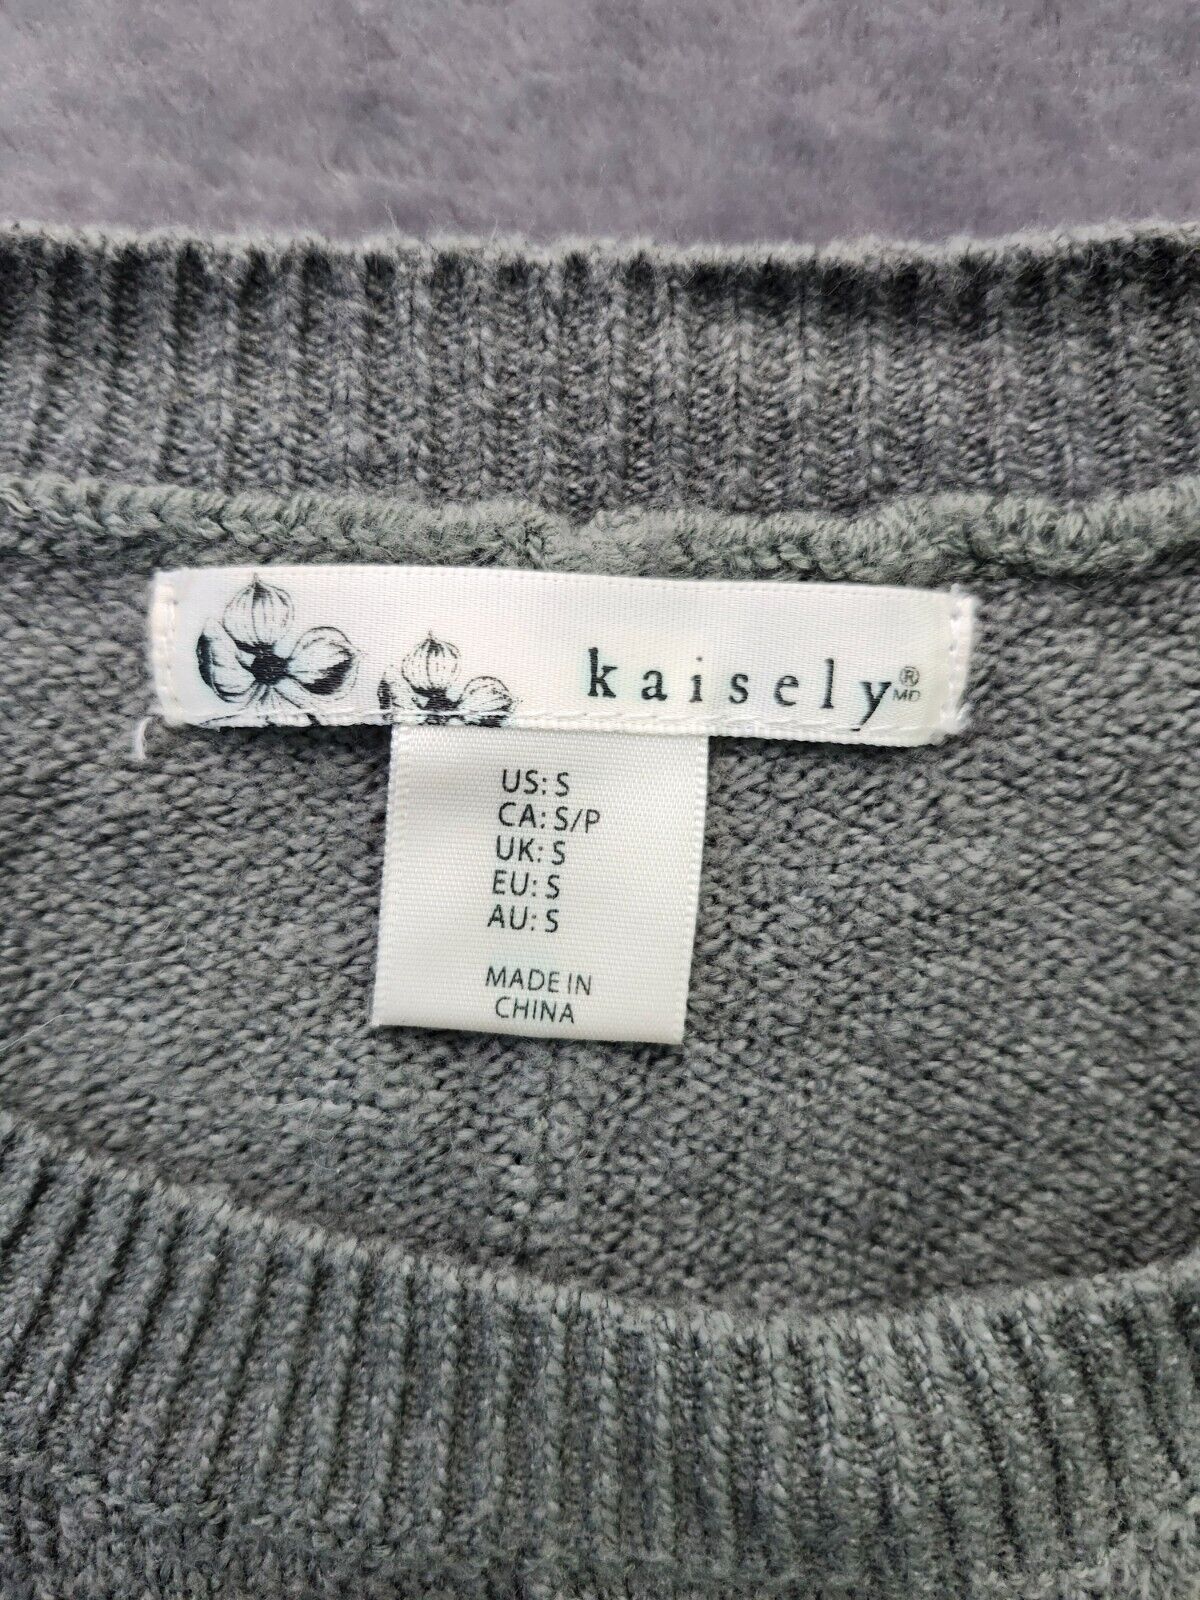 kaisely® MD
US: S
CA: S/P
UK: S
EU: S
AU: S
MADE IN
CHINA